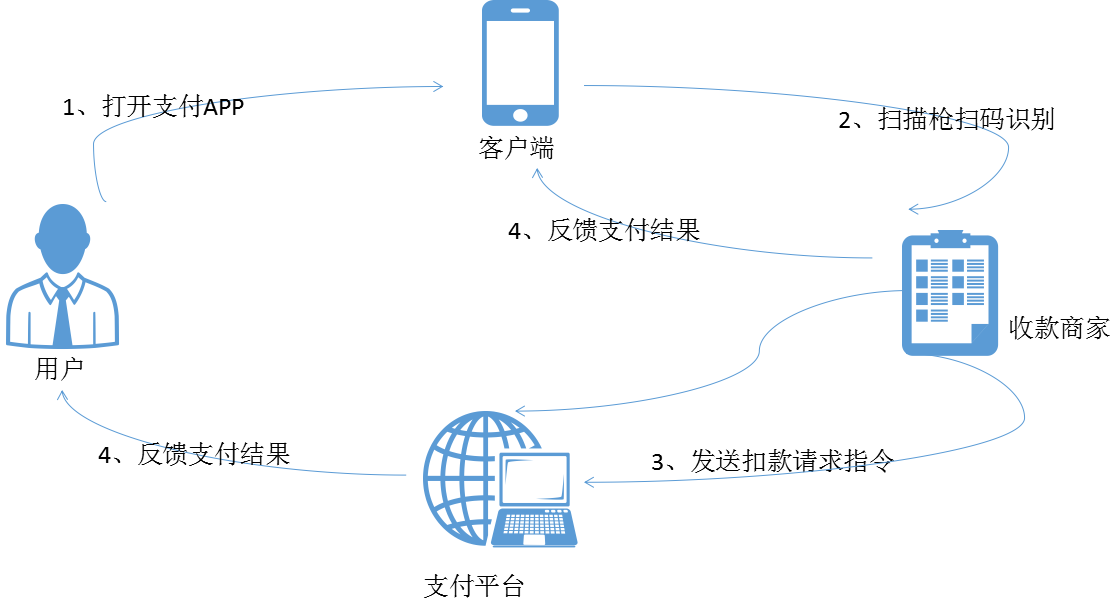 1、打开支付APP
2、扫描枪扫码识别
客户端
4、反馈支付结果
收款商家
用户
4、反馈支付结果
3、发送扣款请求指令
支付平台